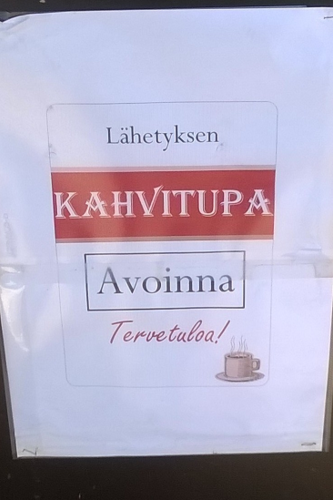 Lähetyksen
KAHVITUPA
Avoinna
Tervetuloa!